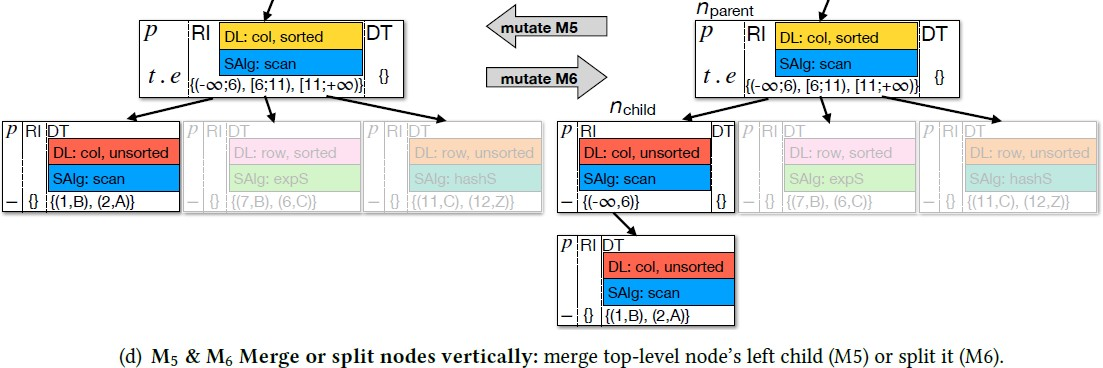 n parent
mutate M5
mutate M6
p RI DL: col, sorted DT
SAlg: scan
t.e {(-∞;6), [6;11), [11;+∞)} {}
p RI DL: col, sorted DT
SAlg: scan
t.e {(-∞;6), [6;11), [11;+∞)} {}
n child
p RI DT
DL: col, unsorted
SAlg: scan
– {} {(1,B), (2,A)}
p RI DT
DL: row, sorted
SAlg: expS
– {} {(7,B), (6,C)}
p RI DT
DL: row, unsorted
SAlg: hashS
– {} {(11,C), (12,Z)}
p RI DT
DL: col, unsorted
SAlg: scan
– {(-∞,6)} {}
p RI DT
DL: row, sorted
SAlg: expS
– {} {(7,B), (6,C)}
p RI DT
DL: row, unsorted
SAlg: hashS
– {} {(11,C), (12,Z)}
p RI DT
DL: col, unsorted
SAlg: scan
– {} {(1,B), (2,A)}
(d) M5 & M6 Merge or split nodes vertically: merge top-level node's left child (M5) or split it (M6).